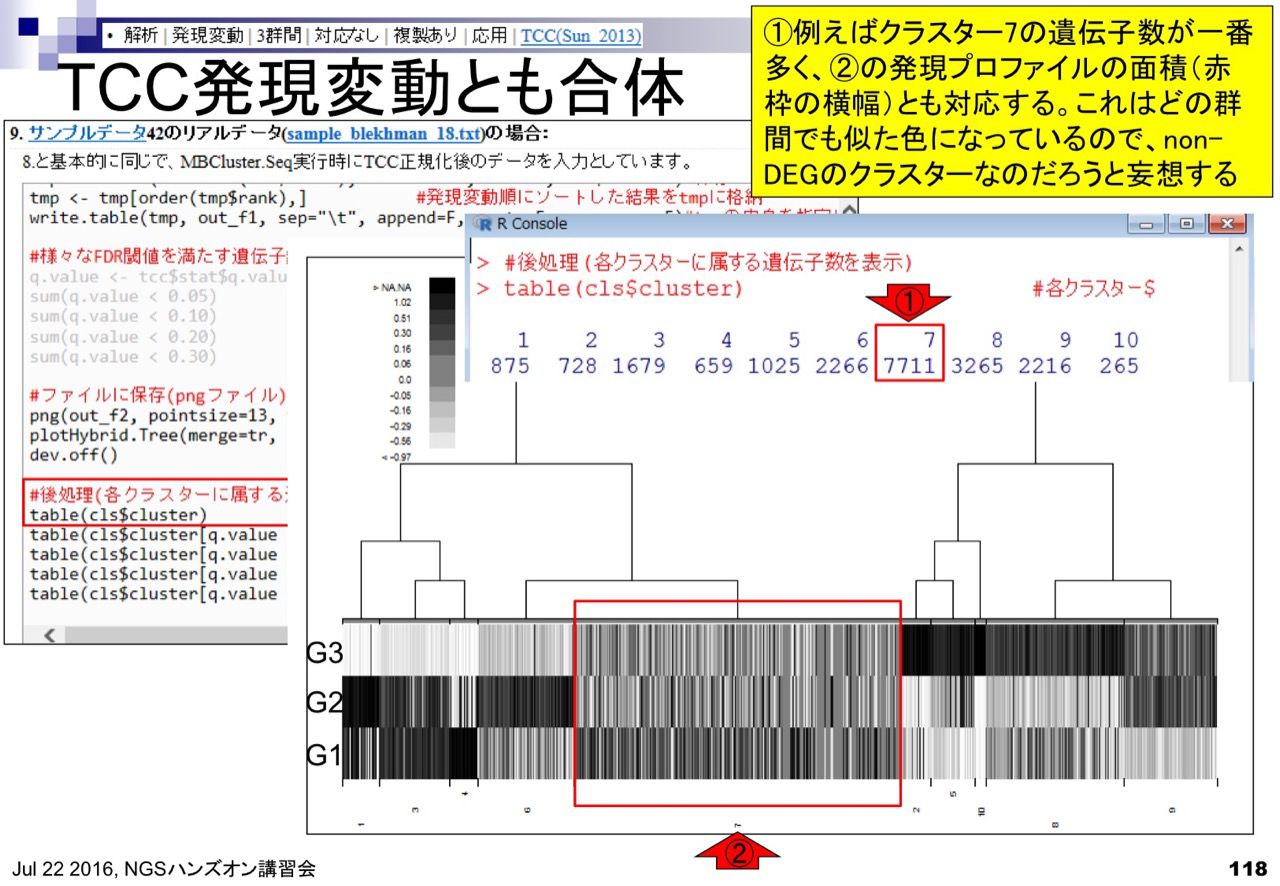 • 解析 | 発現変動 | 3群間 | 対応なし | 複製あり | 応用 | TCC(Sun_2013)
TCC発現変動とも合体
①例えばクラスター7の遺伝子数が一番
多く、②の発現プロファイルの面積(赤
枠の横幅)とも対応する。これはどの群
間でも似た色になっているので、non-
DEGのクラスターなのだろうと妄想する
9. サンプルデータ42のリアルデータ(sample_blekhman_18.txt)の場合:
8.と基本的に同じで、MBCluster.Seq実行時にTCC正規化後のデータを入力としています。
tmp <- tmp[order(tmp$rank),] #発現変動順にソートした結果をtmpに格納
write.table(tmp, out_f1, sep="\t", append=F,
#様々なFDR閾値を満たす遺伝子
q.value <- tcc$stat$q.valu
sum(q.value < 0.05)
sum(q.value < 0.10)
sum(q.value < 0.20)
sum(q.value < 0.30)
#ファイルに保存(pngファイル)
png(out_f2, pointsize=13,
plotHybrid.Tree(merge=tr,
dev.off()
#後処理(各クラスターに属する
table(cls$cluster)
table(cls$cluster[q.value
table(cls$cluster[q.value
table(cls$cluster[q.value
table(cls$cluster[q.value
R Console
> #後処理(各クラスターに属する遺伝子数を表示)
> table(cls$cluster) #各クラスター$
①
1 2 3 4 5 6 7 8 9 10
875 728 1679 659 1025 2266 7711 3265 2216 265
> NA.NA
1.02
0.51
0.30
0.16
0.06
0.0
-0.05
-0.16
-0.29
-0.56
< -0.97
G3
G2
G1
1 3 4 6 7 2 5 10 8 9
②
Jul 22 2016, NGSハンズオン講習会
118